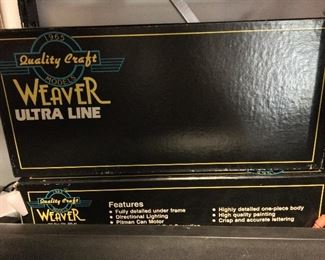 1965
Quality Craft
MODELS
WEAVER
ULTRA LINE
1965
Quality Craft
WEAVER
Features
• Fully detailed under frame
• Directional Lighting
• Pitman Can Motor
• Highly detailed one-piece body
• High quality painting
• Crisp and accurate lettering